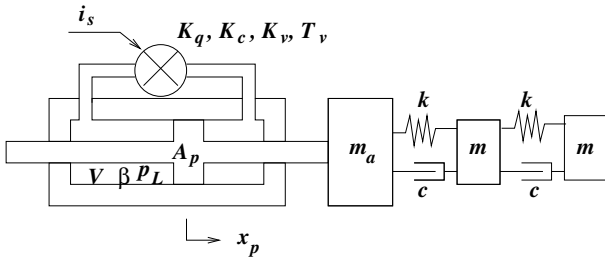 i_s
K_q, K_c, K_v, T_v
k
k
A_p
m_a
m
m
V β p_L
c
c
x_p